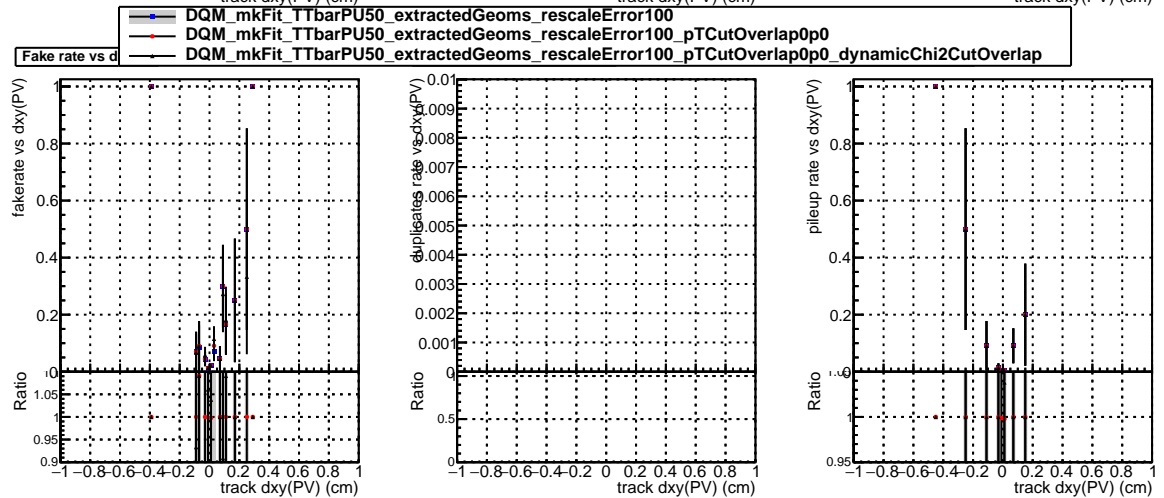 track dxy(PV) (cm) track dxy(PV) (cm) track dxy(PV) (cm)
DQM_mkFit_TTbarPU50_extractedGeoms_rescaleError100
DQM_mkFit_TTbarPU50_extractedGeoms_rescaleError100_pTCutOverlap0p0
DQM_mkFit_TTbarPU50_extractedGeoms_rescaleError100_pTCutOverlap0p0_dynamicChi2CutOverlap
Fake rate vs d
fakerate vs dxy(PV)
1
0.8
0.6
0.4
0.2
0
Ratio
1.05
1
0.95
0.9
−1 −0.8 −0.6 −0.4 −0.2 0 0.2 0.4 0.6 0.8 1
track dxy(PV) (cm)
duplicates rate vs dxy(PV)
0.01
0.009
0.008
0.007
0.006
0.005
0.004
0.003
0.002
0.001
0
Ratio
1
0.5
0
−1 −0.8 −0.6 −0.4 −0.2 0 0.2 0.4 0.6 0.8 1
track dxy(PV) (cm)
pileup rate vs dxy(PV)
1
0.8
0.6
0.4
0.2
0
Ratio
1
0.95
−1 −0.8 −0.6 −0.4 −0.2 0 0.2 0.4 0.6 0.8 1
track dxy(PV) (cm)